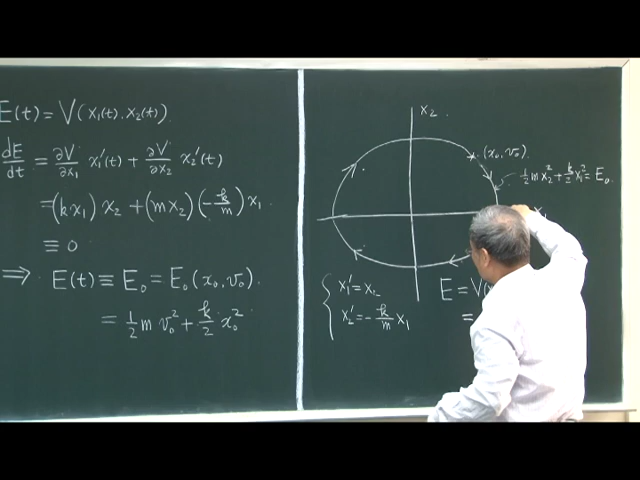 E(t) = V(x₁(t), x₂(t)).
dE/dt = ∂V/∂x₁ x₁'(t) + ∂V/∂x₂ x₂'(t)
= (kx₁) x₂ + (mx₂)(-k/m) x₁
≡ 0
⇒ E(t) ≡ E₀ = E₀(x₀, v₀).
= 1/2 m v₀² + k/2 x₀²
x₂
(x₀, v₀)
1/2 m x₂² + k/2 x₁² = E₀
x₁
x₁' = x₂
x₂' = -k/m x₁
E = V(
=